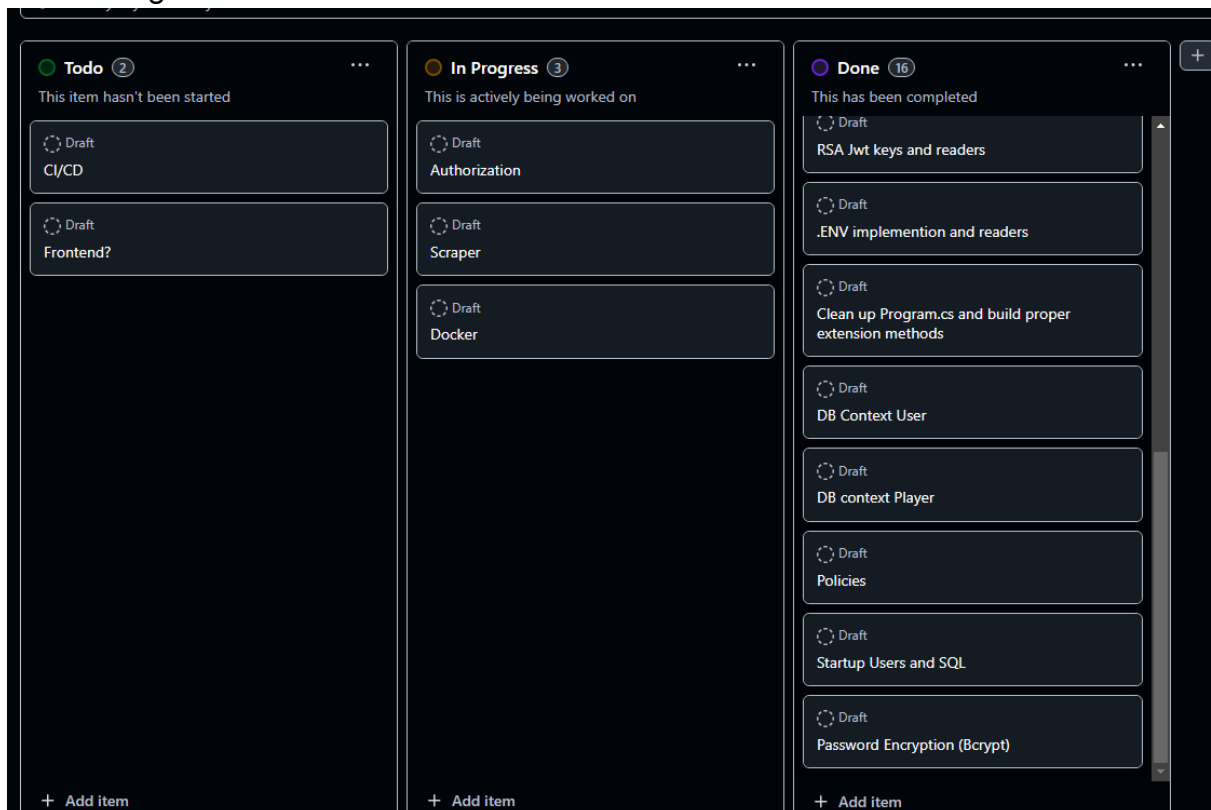 Todo 2 ...
This item hasn't been started
Draft
CI/CD
Draft
Frontend?
+ Add item
In Progress 3 ...
This is actively being worked on
Draft
Authorization
Draft
Scraper
Draft
Docker
+ Add item
Done 16 ...
This has been completed
Draft
RSA Jwt keys and readers
Draft
.ENV implemention and readers
Draft
Clean up Program.cs and build proper
extension methods
Draft
DB Context User
Draft
DB context Player
Draft
Policies
Draft
Startup Users and SQL
Draft
Password Encryption (Bcrypt)
+ Add item
+